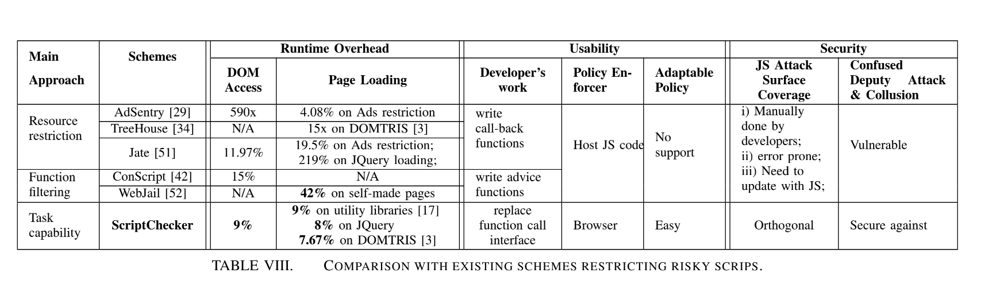 Main Approach
Schemes
Runtime Overhead
Usability
Security
DOM Access
Page Loading
Developer's work
Policy En-
forcer
Adaptable Policy
JS Attack Surface Coverage
Confused Deputy Attack & Collusion
Resource restriction
AdSentry [29]
590x
4.08% on Ads restriction
TreeHouse [34]
N/A
15x on DOMTRIS [3]
Jate [51]
11.97%
19.5% on Ads restriction;
219% on JQuery loading;
write
call-back
functions
Function filtering
ConScript [42]
15%
N/A
WebJail [52]
N/A
42% on self-made pages
write advice
functions
Host JS code
No
support
i) Manually
done by
developers;
ii) error prone;
iii) Need to
update with JS;
Vulnerable
Task
capability
ScriptChecker
9%
9% on utility libraries [17]
8% on JQuery
7.67% on DOMTRIS [3]
replace
function call
interface
Browser
Easy
Orthogonal
Secure against
TABLE VIII. COMPARISON WITH EXISTING SCHEMES RESTRICTING RISKY SCRIPS.